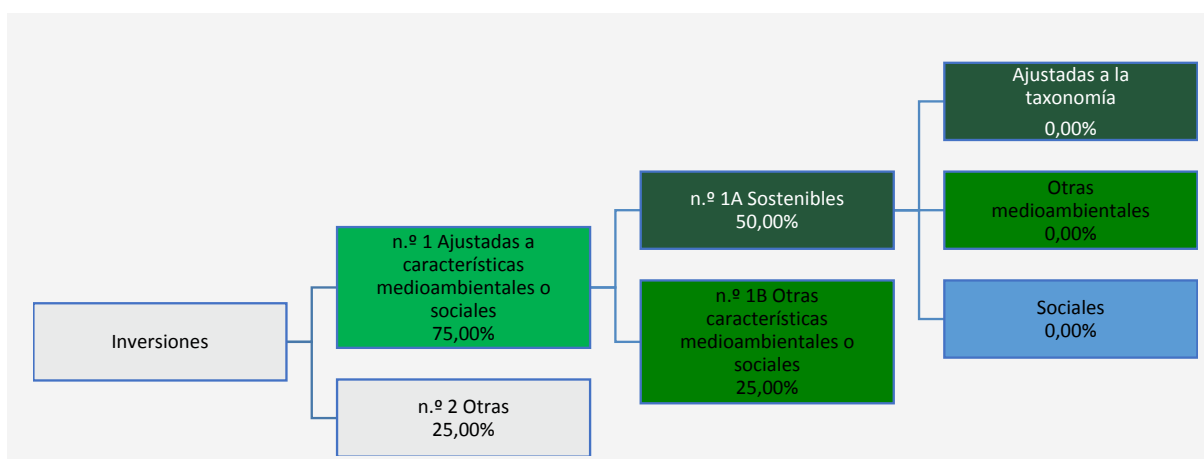 Inversiones
n.º 1 Ajustadas a
características
medioambientales o
sociales
75,00%
n.º 2 Otras
25,00%
n.º 1A Sostenibles
50,00%
n.º 1B Otras
características
medioambientales o
sociales
25,00%
Ajustadas a la
taxonomía
0,00%
Otras
medioambientales
0,00%
Sociales
0,00%